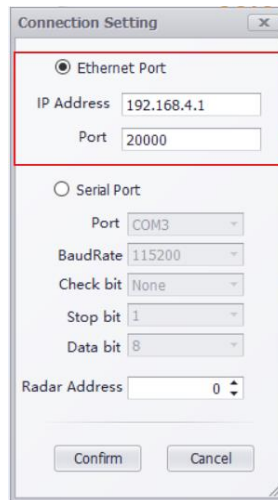 Connection Setting
Ethernet Port
IP Address 192.168.4.1
Port 20000
Serial Port
Port COM3
BaudRate 115200
Check bit None
Stop bit 1
Data bit 8
Radar Address 0
Confirm Cancel